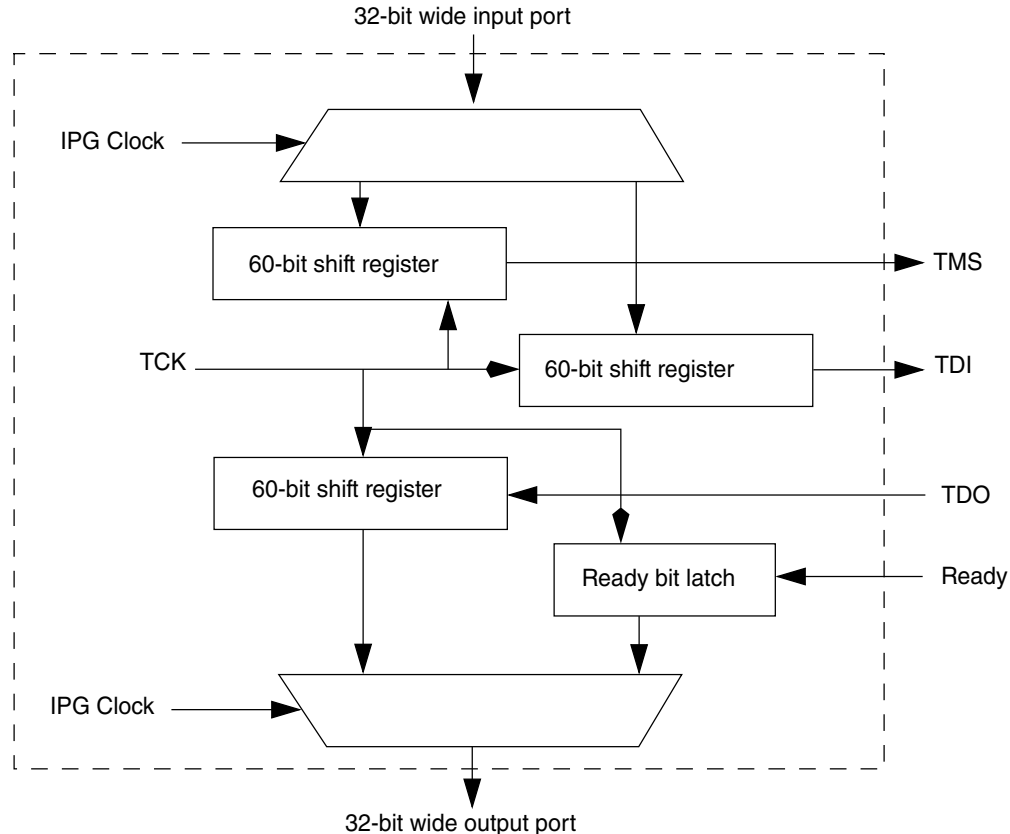 32-bit wide input port
IPG Clock
60-bit shift register
TMS
TCK
60-bit shift register
TDI
60-bit shift register
TDO
Ready bit latch
Ready
IPG Clock
32-bit wide output port